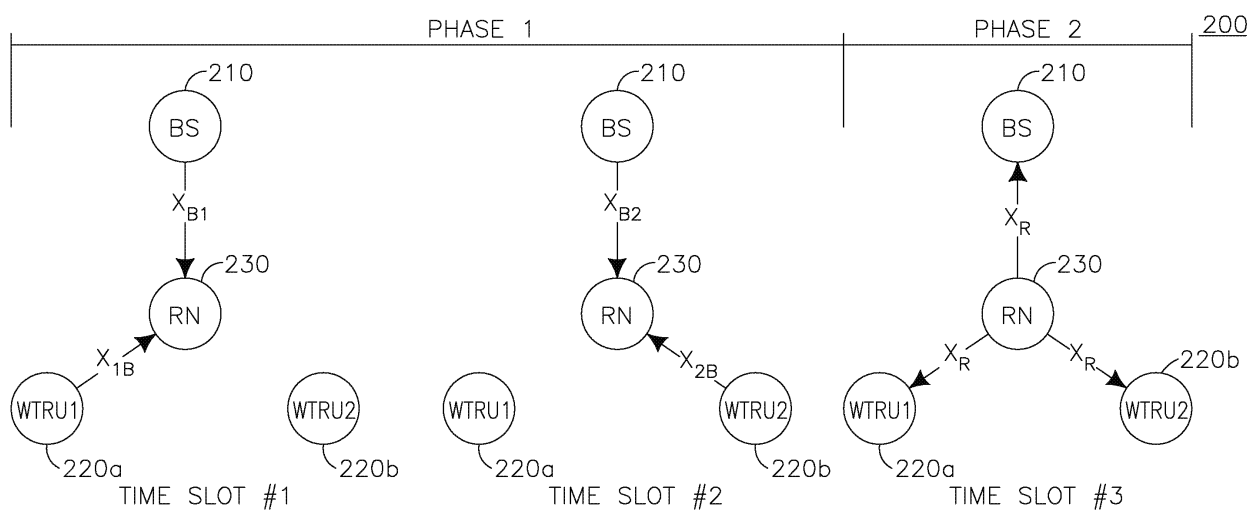 PHASE 1 PHASE 2 200
210 210 210
BS BS BS
X_B1 X_B2 X_R
230 230 230
RN RN RN
X_1B X_2B X_R X_R
220b
WTRU1 WTRU2 WTRU1 WTRU2 WTRU1 WTRU2
220a 220b 220a 220b 220a
TIME SLOT #1 TIME SLOT #2 TIME SLOT #3